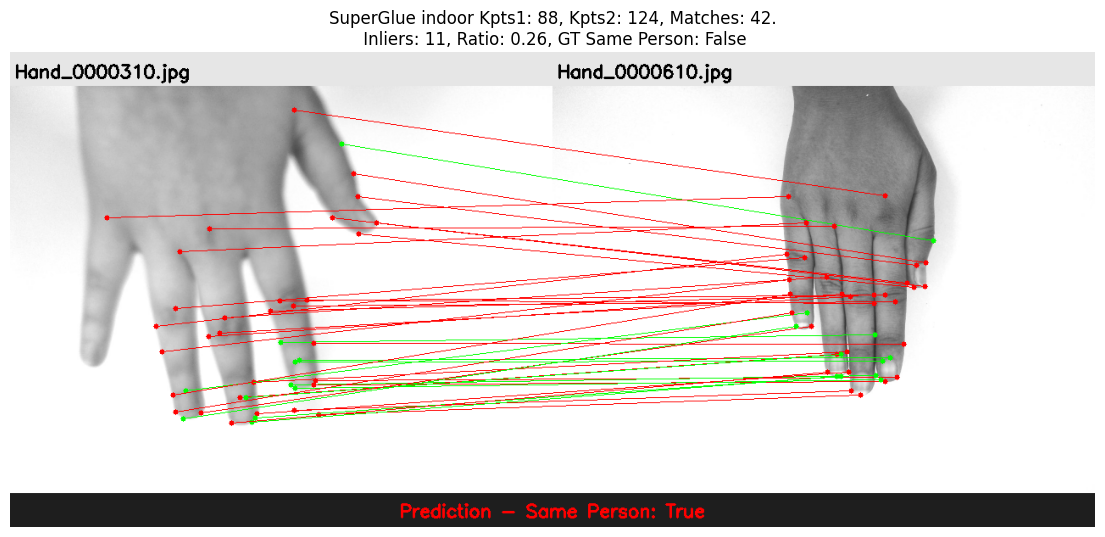 SuperGlue indoor Kpts1: 88, Kpts2: 124, Matches: 42.
Inliers: 11, Ratio: 0.26, GT Same Person: False
Hand_0000310.jpg
Hand_0000610.jpg
Prediction - Same Person: True